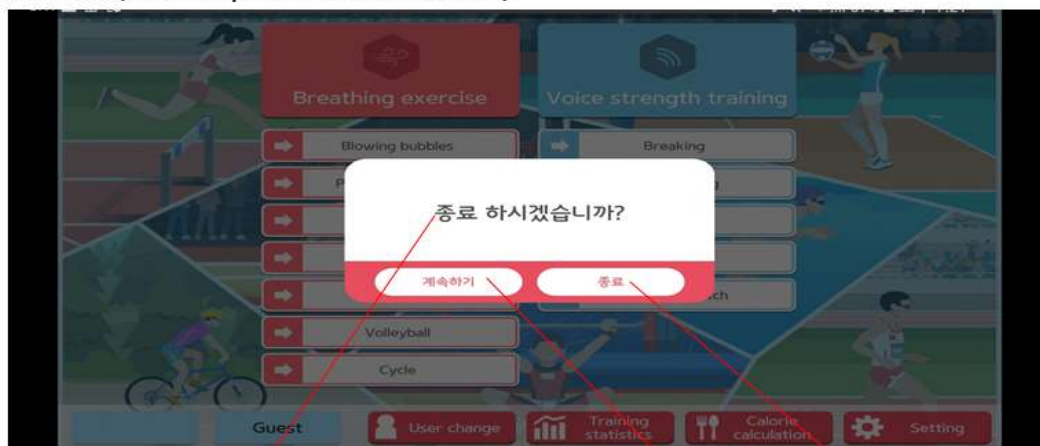 Breathing exercise
Voice strength training
Blowing bubbles
Breaking
종료 하시겠습니까?
계속하기
종료
Volleyball
Cycle
Guest
User change
Training
statistics
Calorie
calculation
Setting